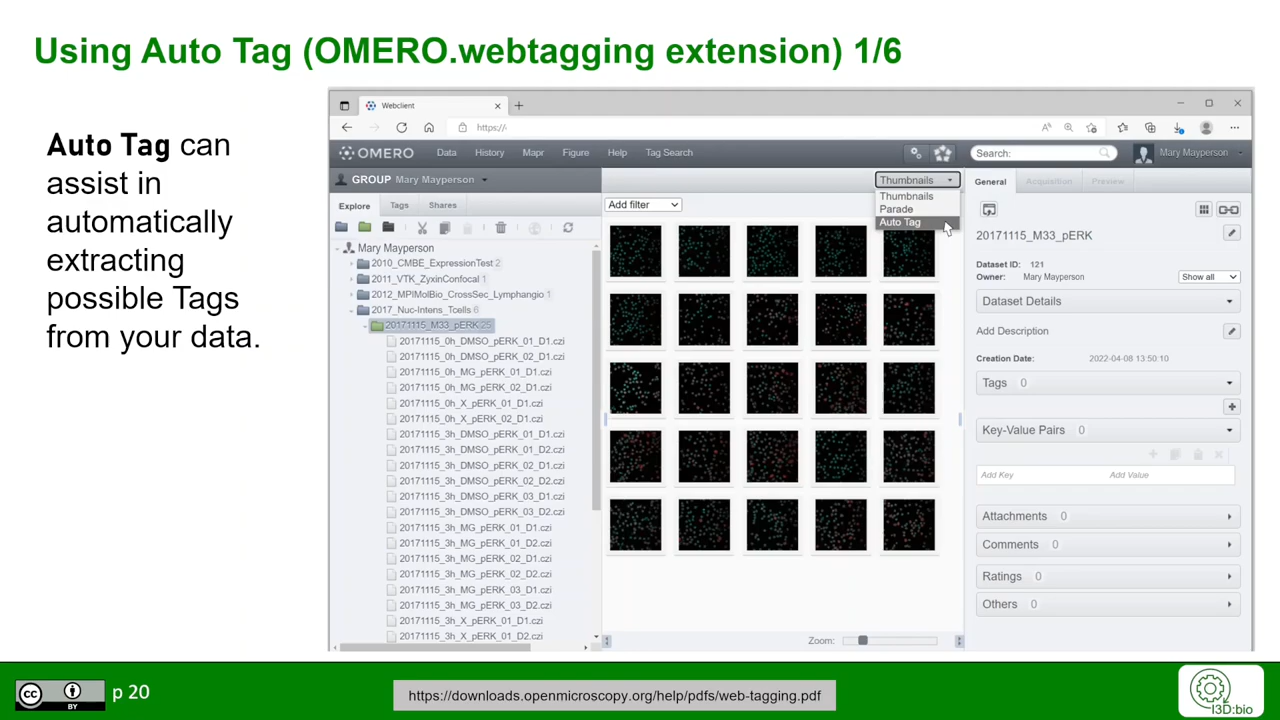 Using Auto Tag (OMERO.webtagging extension) 1/6
Auto Tag can
assist in
automatically
extracting
possible Tags
from your data.
Webclient
https://-
OMERO Data History Mapr Figure Help Tag Search
Search:
Mary Mayperson
GROUP Mary Mayperson
Explore Tags Shares
Mary Mayperson
2010_CMBE_ExpressionTest 2
2011_VTK_ZyxinConfocal 1
2012_MPIMolBio_CrossSec_Lymphangio 1
2017_Nuc-Intens_Tcells 6
20171115_M33_pERK 25
20171115_0h_DMSO_pERK_01_D1.czi
20171115_0h_DMSO_pERK_02_D1.czi
20171115_0h_MG_pERK_01_D1.czi
20171115_0h_MG_pERK_02_D1.czi
20171115_0h_X_pERK_01_D1.czi
20171115_0h_X_pERK_02_D1.czi
20171115_3h_DMSO_pERK_01_D1.czi
20171115_3h_DMSO_pERK_01_D2.czi
20171115_3h_DMSO_pERK_02_D1.czi
20171115_3h_DMSO_pERK_02_D2.czi
20171115_3h_DMSO_pERK_03_D1.czi
20171115_3h_DMSO_pERK_03_D2.czi
20171115_3h_MG_pERK_01_D1.czi
20171115_3h_MG_pERK_01_D2.czi
20171115_3h_MG_pERK_02_D1.czi
20171115_3h_MG_pERK_02_D2.czi
20171115_3h_MG_pERK_03_D1.czi
20171115_3h_MG_pERK_03_D2.czi
20171115_3h_X_pERK_01_D1.czi
20171115_3h_X_pERK_01_D2.czi
Thumbnails
Thumbnails
Parade
Auto Tag
Add filter
Zoom:
General Acquisition Preview
20171115_M33_pERK
Dataset ID: 121
Owner: Mary Mayperson
Show all
Dataset Details
Add Description
Creation Date: 2022-04-08 13:50:10
Tags 0
Key-Value Pairs 0
Add Key Add Value
Attachments 0
Comments 0
Ratings 0
Others 0
cc BY
p 20
https://downloads.openmicroscopy.org/help/pdfs/web-tagging.pdf
I3D:bio